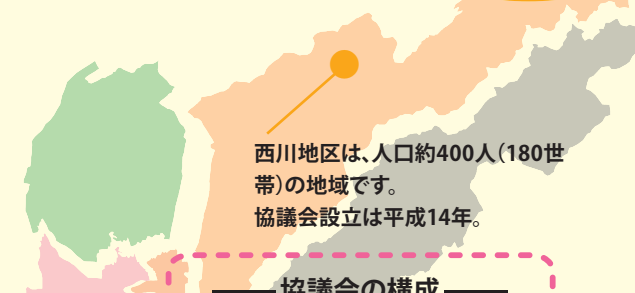 西川地区は、人口約400人（180世
帯）の地域です。
協議会設立は平成14年。
協議会の構成